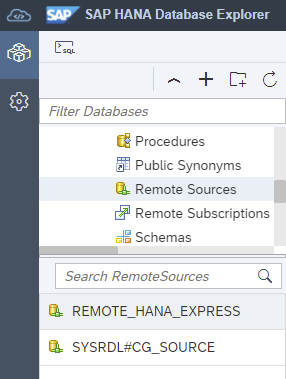 SAP SAP HANA Database Explorer
SQL
Filter Databases
Procedures
Public Synonyms
Remote Sources
Remote Subscriptions
Schemas
Search RemoteSources
REMOTE_HANA_EXPRESS
SYSRDL#CG_SOURCE